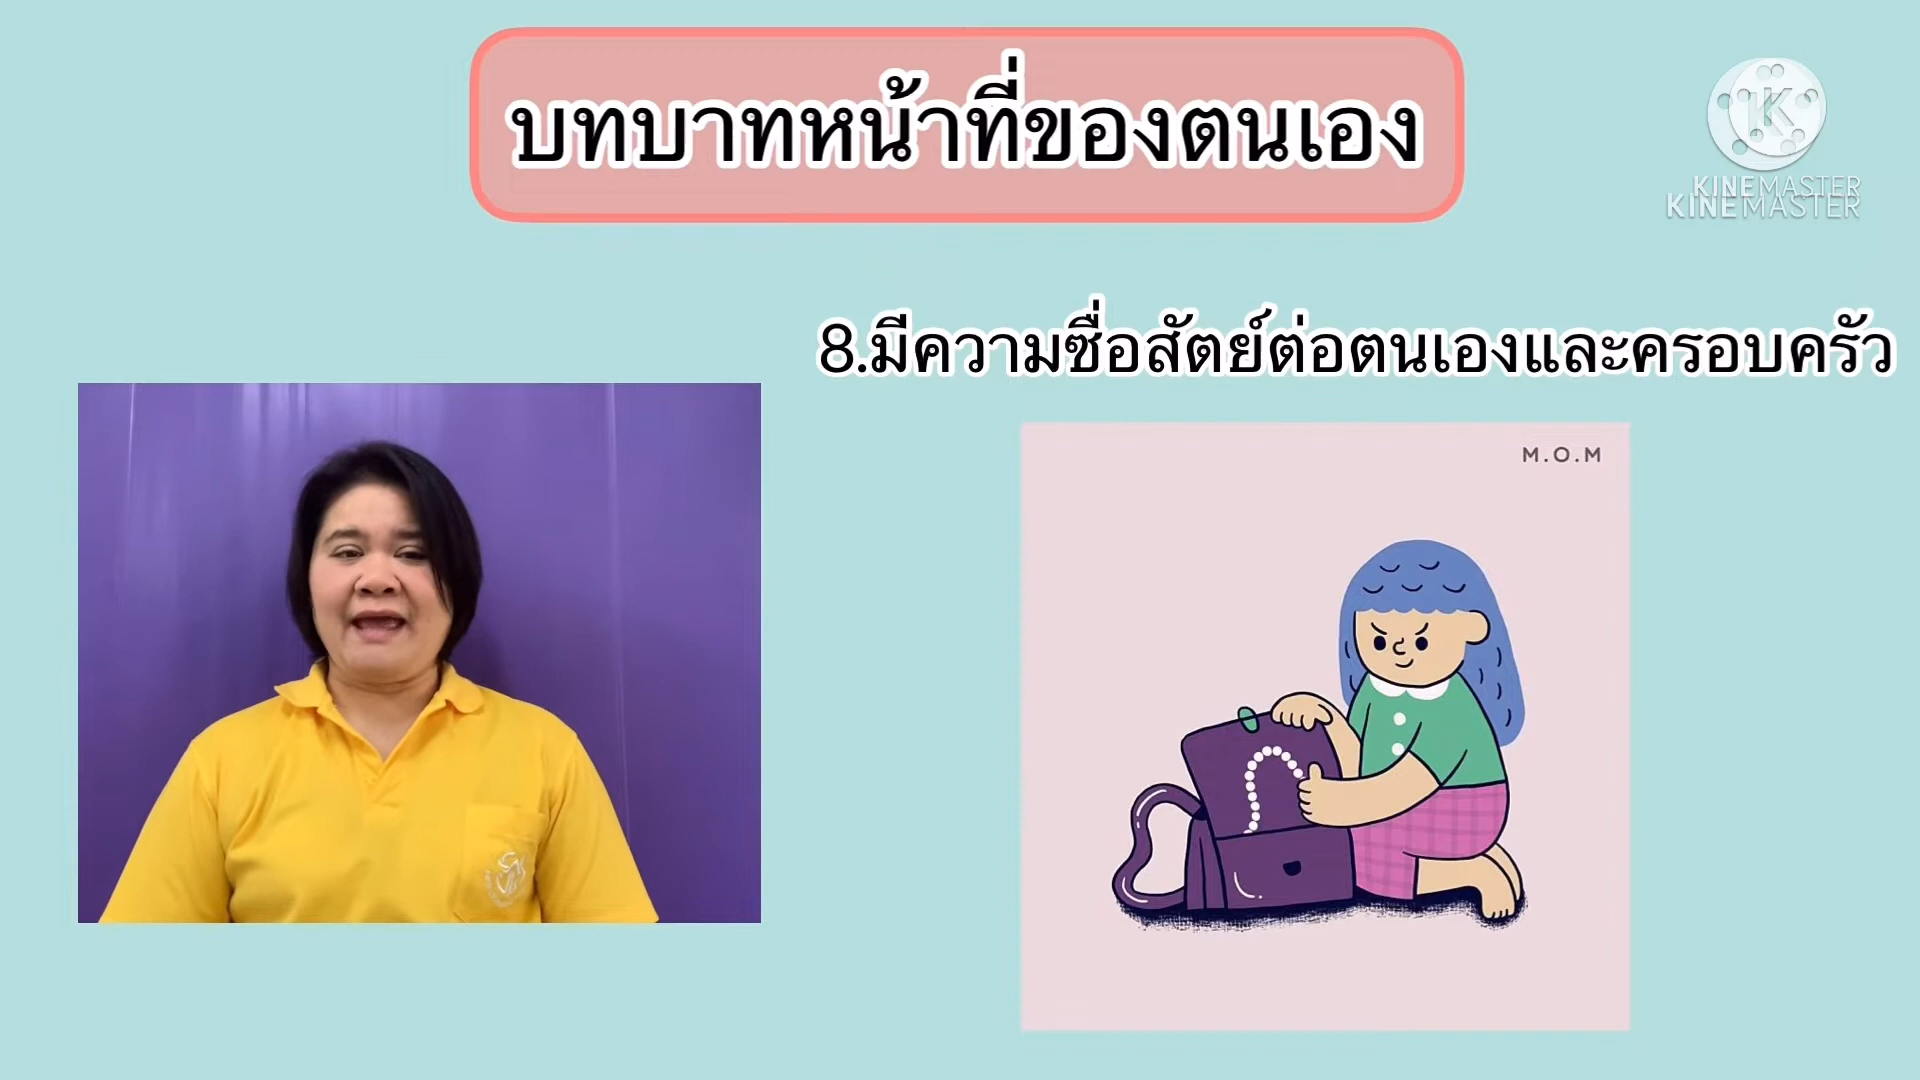 บทบาทหน้าที่ของตนเอง
KINEMASTER
KINEMASTER
8.มีความซื่อสัตย์ต่อตนเองและครอบครัว
M.O.M